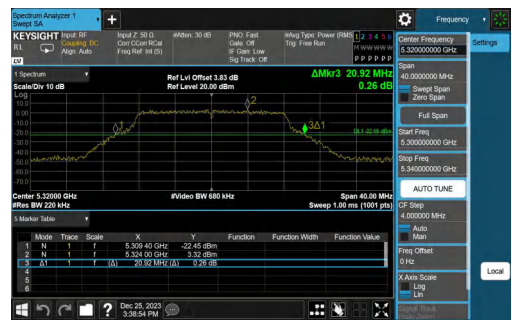 Spectrum Analyzer 1
Swept SA
+
Frequency
KEYSIGHT Input: RF
RL Coupling: DC
Align: Auto
Input Z: 50 Ω
Corr CCorr RCal
Freq Ref: Int (S)
#Atten: 30 dB
PNO: Fast
Gate: Off
IF Gain: Low
Sig Track: Off
#Avg Type: Power (RMS)
Trig: Free Run
1 2 3 4 5 6
M W W W W W
P P P P P P
LV
1 Spectrum
Scale/Div 10 dB
Ref Lvl Offset 3.83 dB
Ref Level 20.00 dBm
ΔMkr3 20.92 MHz
0.26 dB
Log
10.0
0.00
-10.0
-20.0
-30.0
-40.0
-50.0
-60.0
-70.0
1
2
3Δ1
DL1 -22.68 dBm
Center 5.32000 GHz
#Res BW 220 kHz
#Video BW 680 kHz
Span 40.00 MHz
Sweep 1.00 ms (1001 pts)
5 Marker Table
Mode Trace Scale X Y Function Function Width Function Value
1 N 1 f 5.309 40 GHz -22.45 dBm
2 N 1 f 5.324 00 GHz 3.32 dBm
3 Δ1 1 f (Δ) 20.92 MHz (Δ) 0.26 dB
4
5
6
Dec 25, 2023
3:38:54 PM
Center Frequency
5.320000000 GHz
Settings
Span
40.0000000 MHz
Swept Span
Zero Span
Full Span
Start Freq
5.300000000 GHz
Stop Freq
5.340000000 GHz
AUTO TUNE
CF Step
4.000000 MHz
Auto
Man
Freq Offset
0 Hz
X Axis Scale
Log
Lin
Local
Signal Track